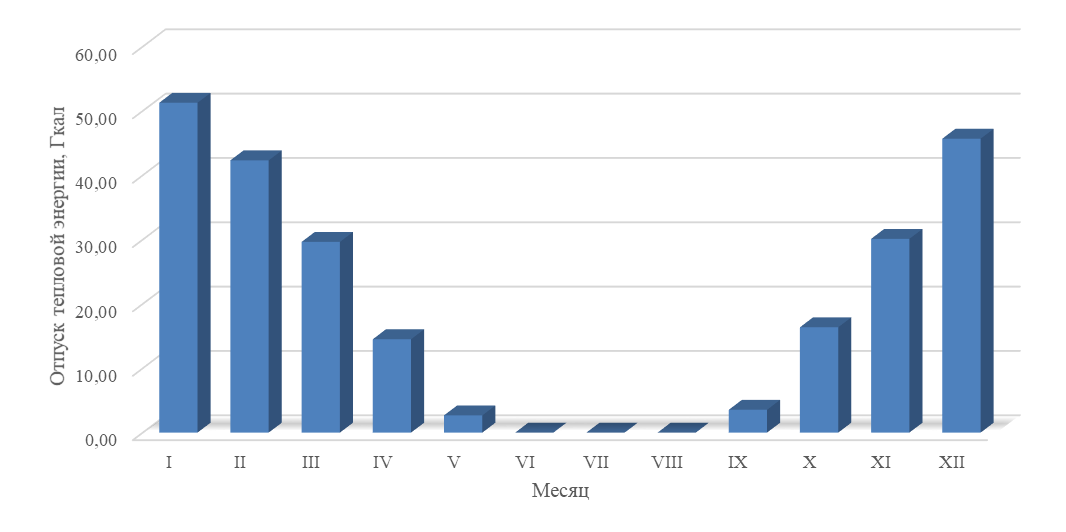 60,00
50,00
40,00
30,00
20,00
10,00
0,00
Отпуск тепловой энергии, Гкал
I II III IV V VI VII VIII IX X XI XII
Месяц